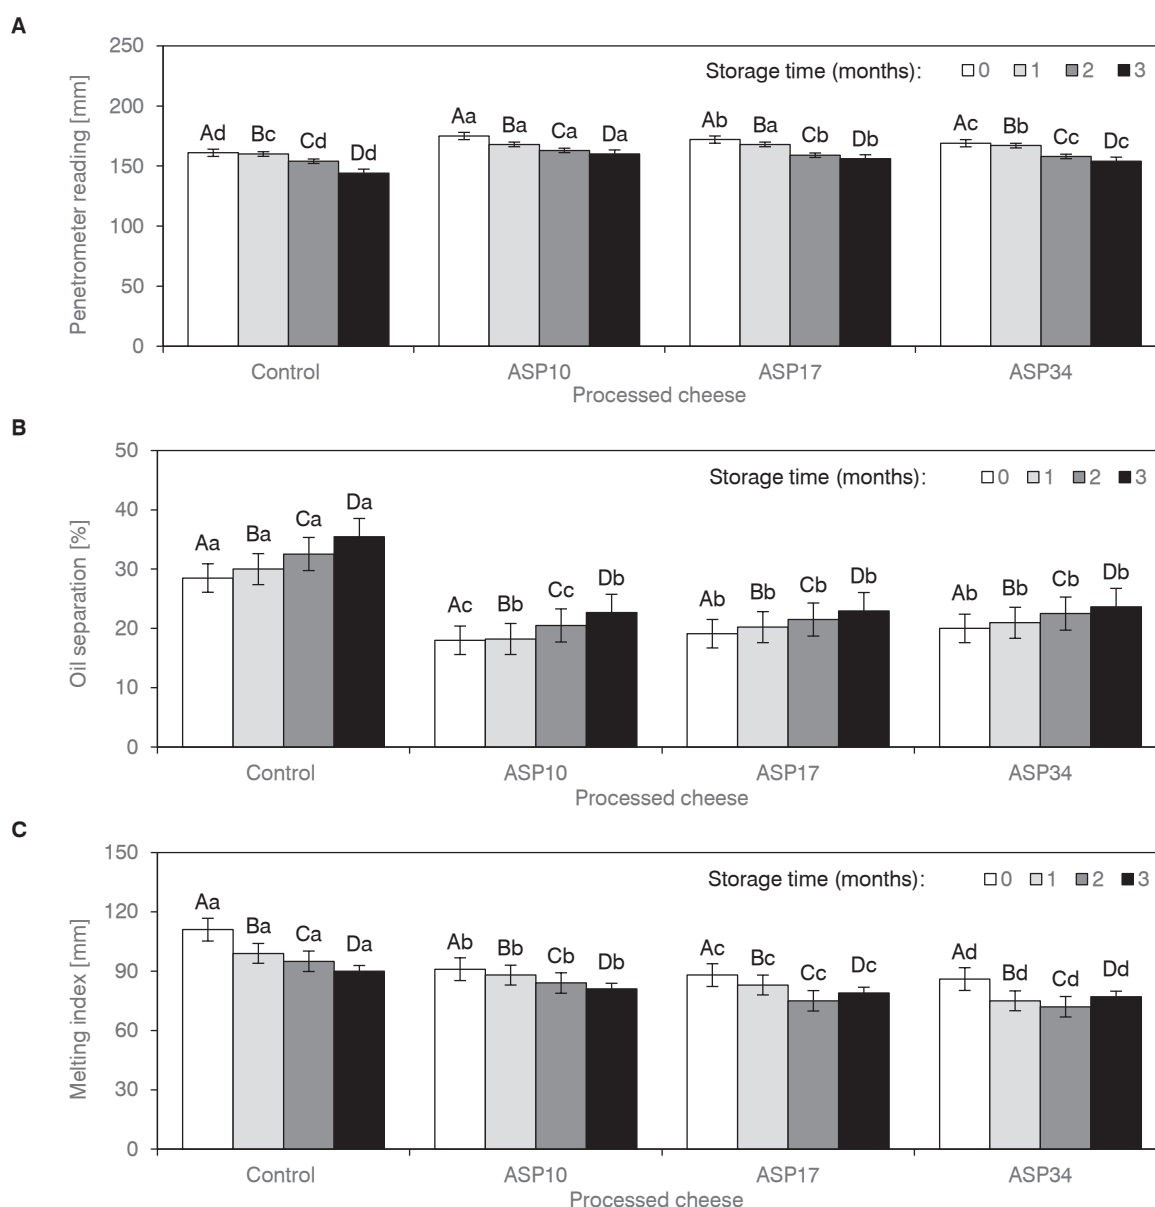 A
Penetrometer reading [mm]
250
200
150
100
50
0
Storage time (months): 0 1 2 3
Ad Bc Cd Dd
Aa Ba Ca Da
Ab Ba Cb Db
Ac Bb Cc Dc
Control ASP10 ASP17 ASP34
Processed cheese
B
Oil separation [%]
50
40
30
20
10
0
Storage time (months): 0 1 2 3
Aa Ba Ca Da
Ac Bb Cc Db
Ab Bb Cb Db
Ab Bb Cb Db
Control ASP10 ASP17 ASP34
Processed cheese
C
Melting index [mm]
150
120
90
60
30
0
Storage time (months): 0 1 2 3
Aa Ba Ca Da
Ab Bb Cb Db
Ac Bc Cc Dc
Ad Bd Cd Dd
Control ASP10 ASP17 ASP34
Processed cheese